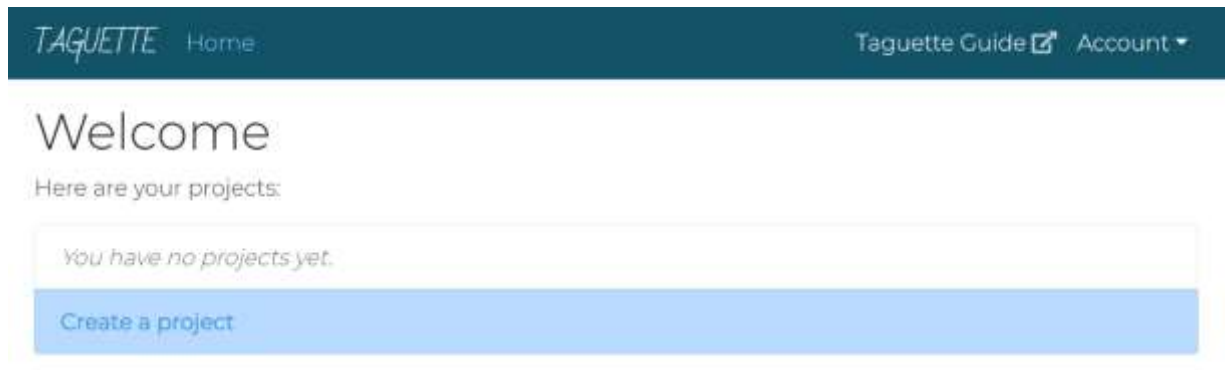 TAGUETTE Home Taguette Guide Account
Welcome
Here are your projects:
You have no projects yet.
Create a project